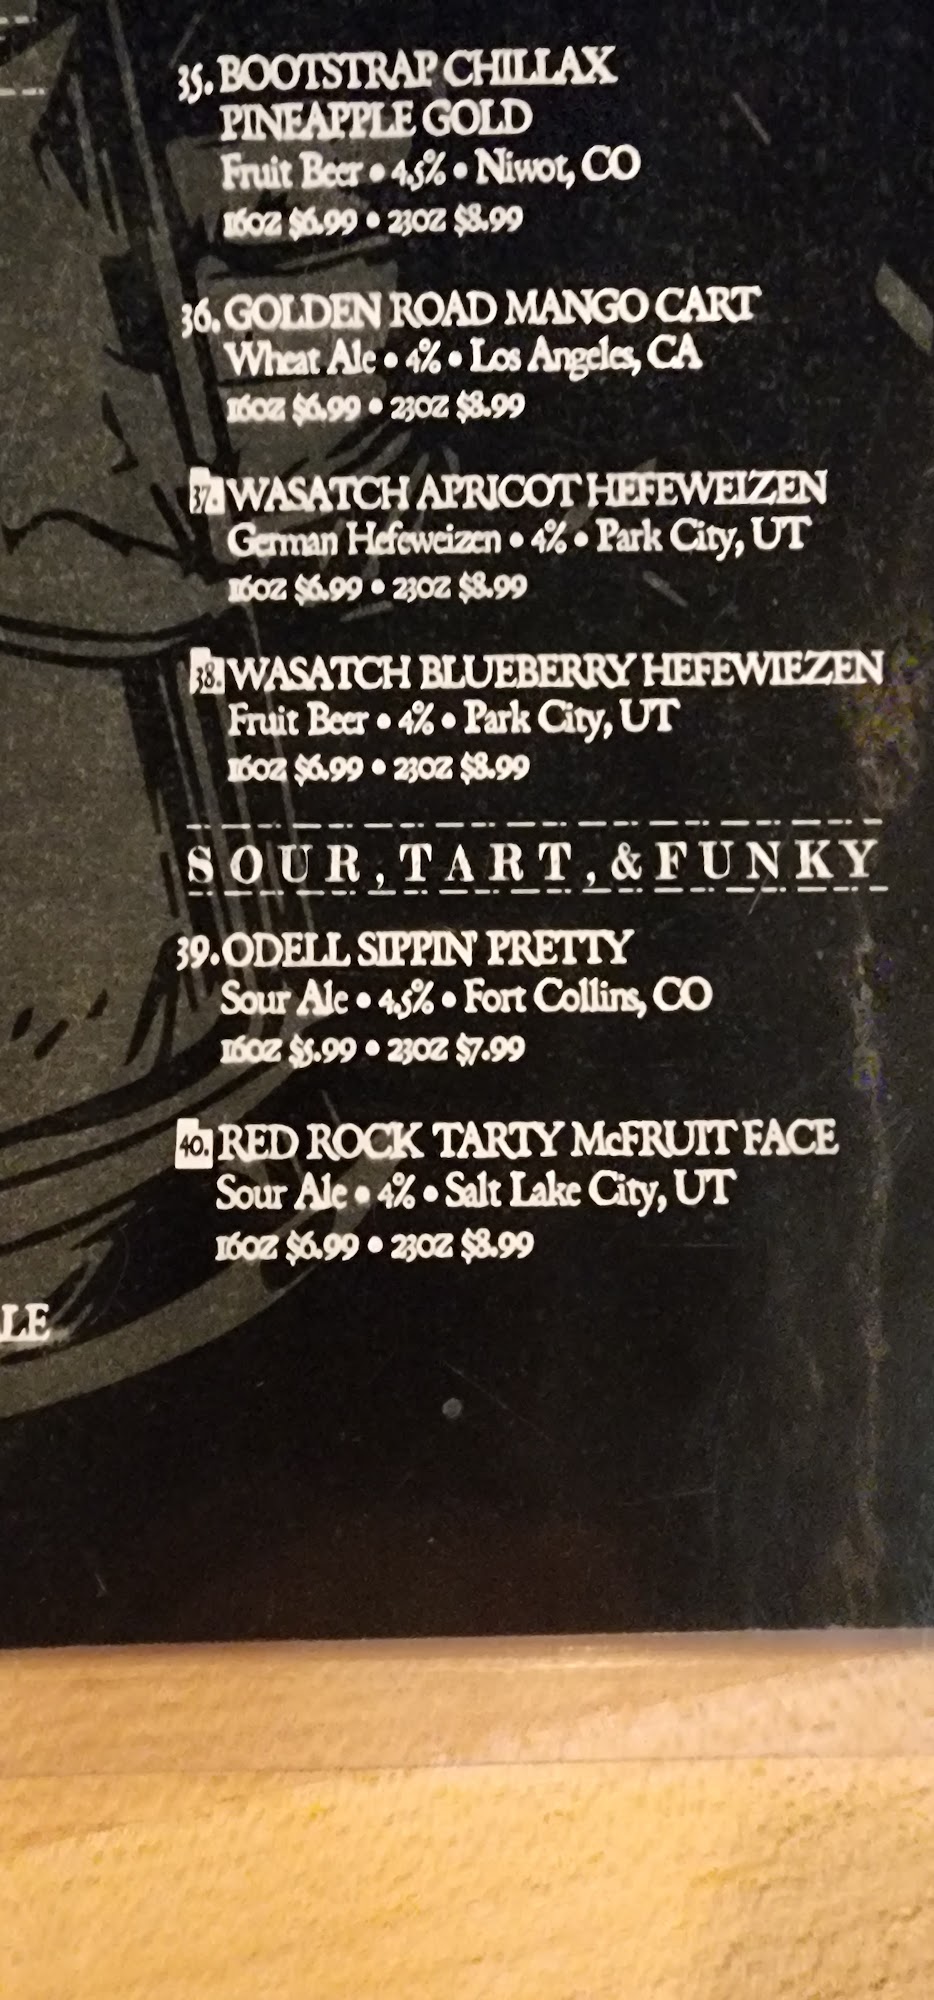 35. BOOTSTRAP CHILLAX
PINEAPPLE GOLD
Fruit Beer • 4.5% • Niwot, CO
16OZ $6.99 • 23OZ $8.99
36. GOLDEN ROAD MANGO CART
Wheat Ale • 4% • Los Angeles, CA
16OZ $6.99 • 23OZ $8.99
37. WASATCH APRICOT HEFEWEIZEN
German Hefeweizen • 4% • Park City, UT
16OZ $6.99 • 23OZ $8.99
38. WASATCH BLUEBERRY HEFEWIEZEN
Fruit Beer • 4% • Park City, UT
16OZ $6.99 • 23OZ $8.99
SOUR, TART, & FUNKY
39. ODELL SIPPIN' PRETTY
Sour Ale • 4.5% • Fort Collins, CO
16OZ $5.99 • 23OZ $7.99
40. RED ROCK TARTY McFRUIT FACE
Sour Ale • 4% • Salt Lake City, UT
16OZ $6.99 • 23OZ $8.99
LE